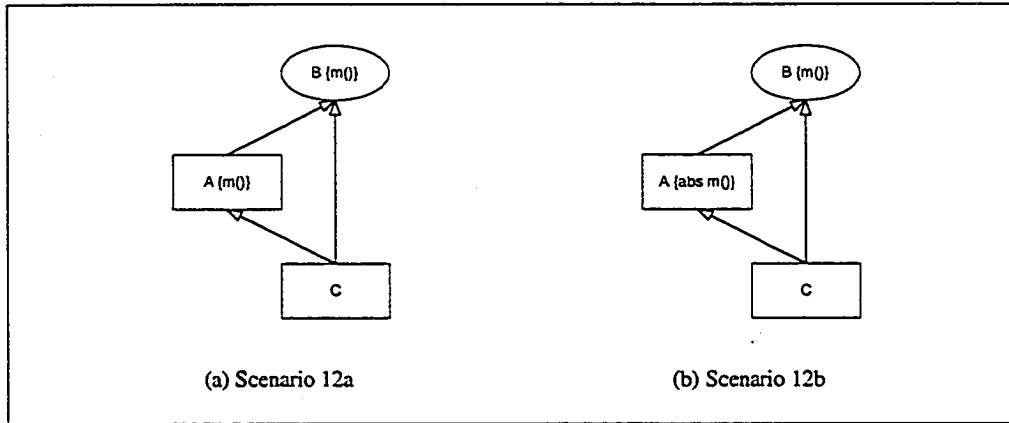 B {m()}
B {m()}
A {m()}
A {abs m()}
C
C
(a) Scenario 12a
(b) Scenario 12b